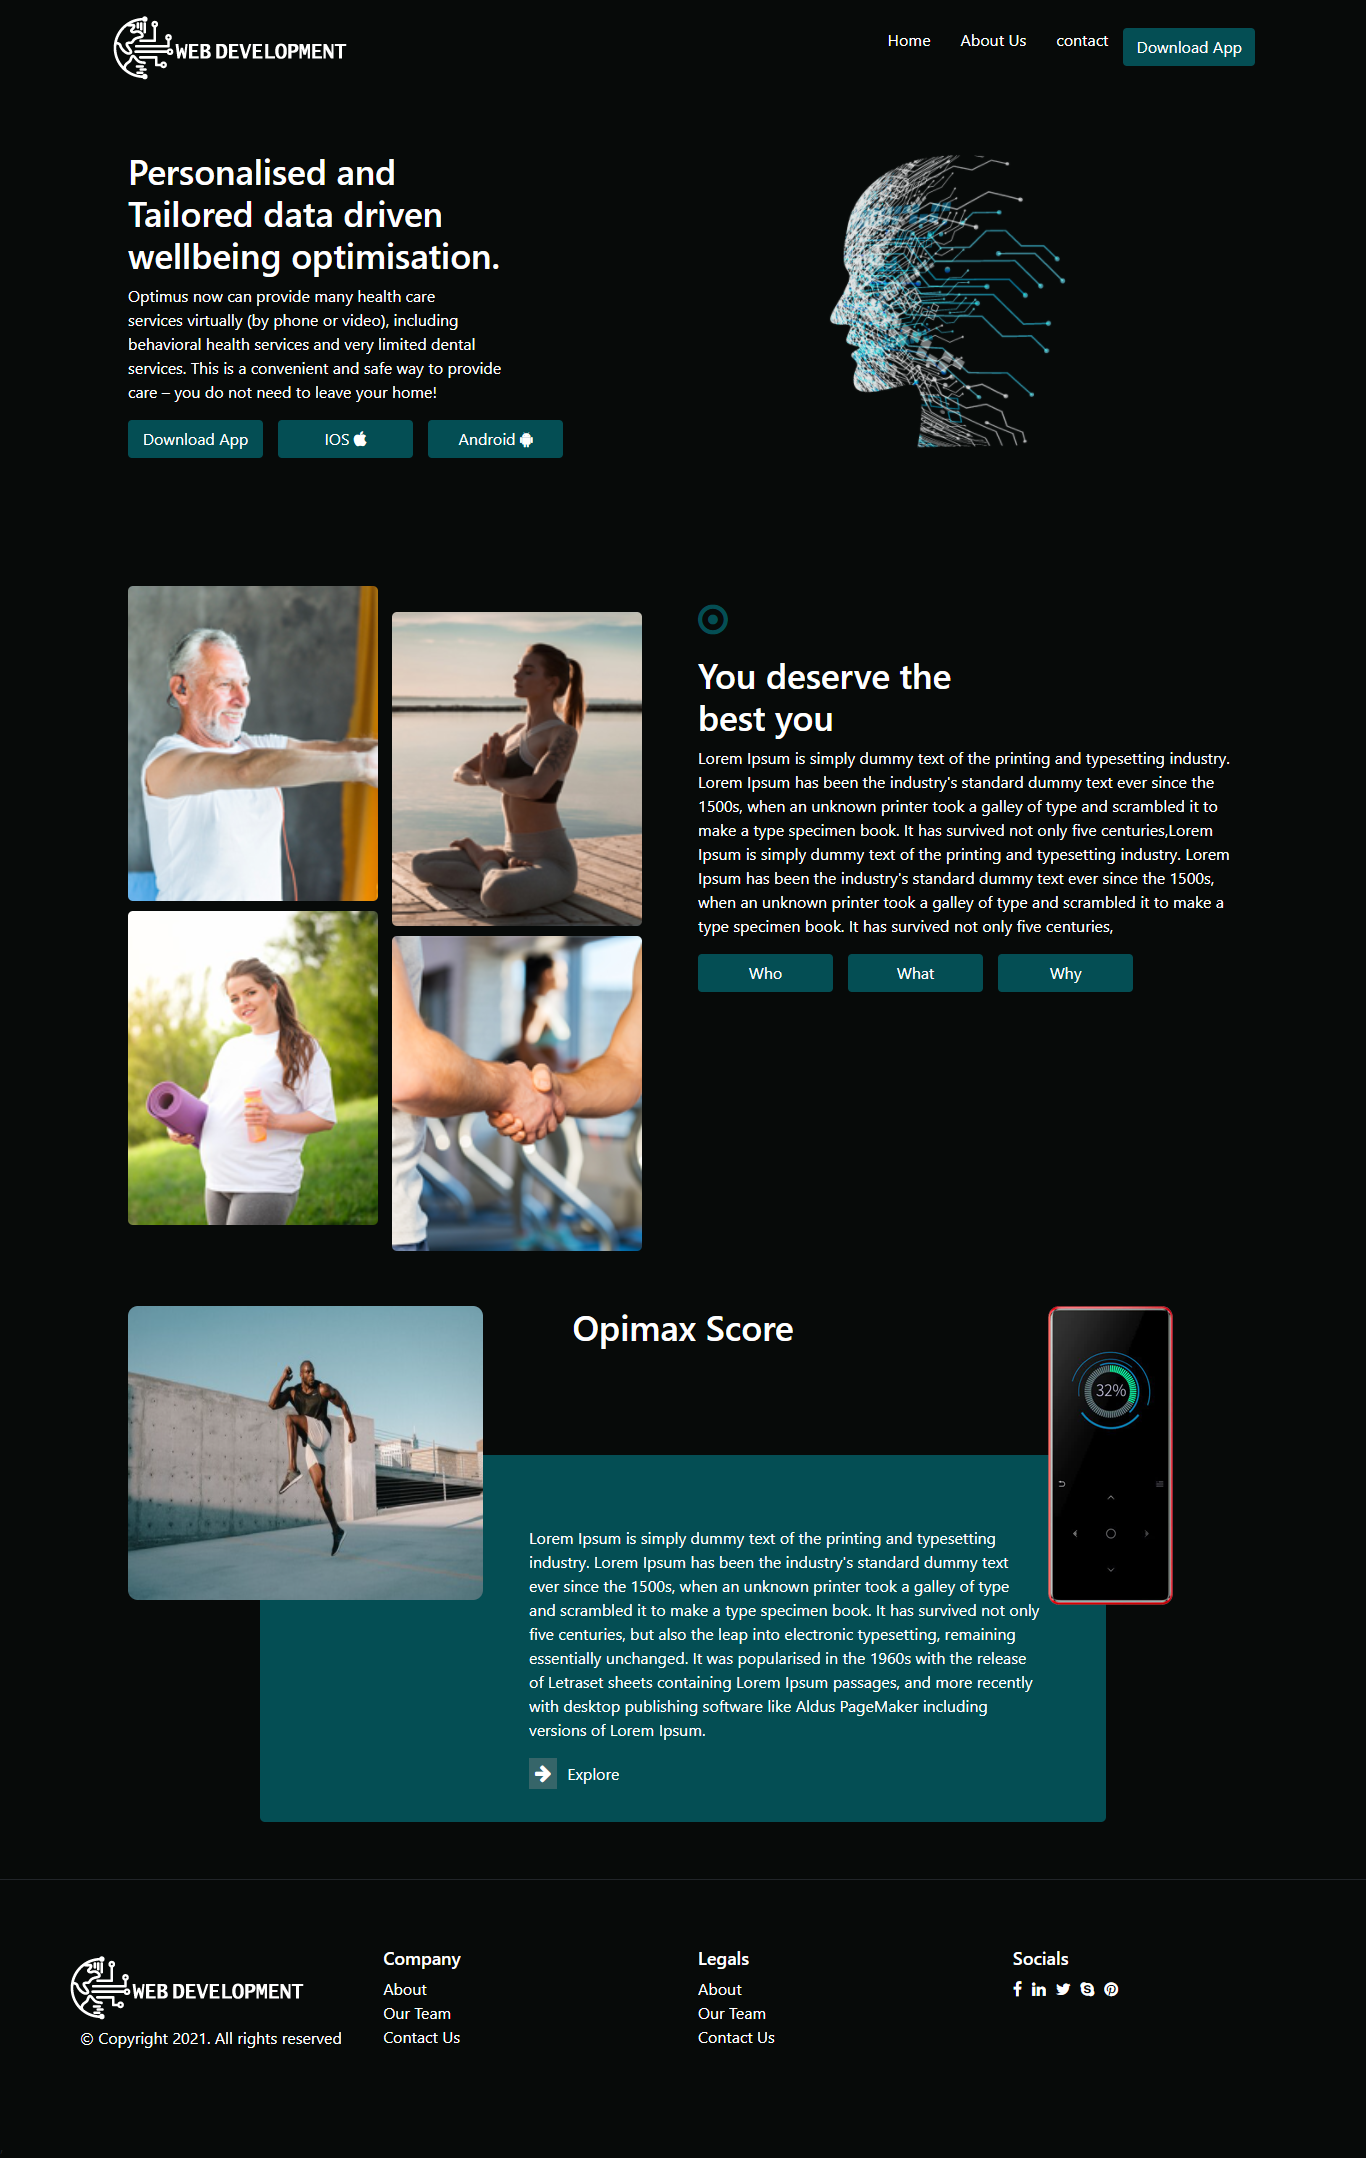 WEB DEVELOPMENT
Home About Us contact Download App
Personalised and
Tailored data driven
wellbeing optimisation.
Optimus now can provide many health care
services virtually (by phone or video), including
behavioral health services and very limited dental
services. This is a convenient and safe way to provide
care – you do not need to leave your home!
Download App IOS Android
You deserve the
best you
Lorem Ipsum is simply dummy text of the printing and typesetting industry.
Lorem Ipsum has been the industry's standard dummy text ever since the
1500s, when an unknown printer took a galley of type and scrambled it to
make a type specimen book. It has survived not only five centuries,Lorem
Ipsum is simply dummy text of the printing and typesetting industry. Lorem
Ipsum has been the industry's standard dummy text ever since the 1500s,
when an unknown printer took a galley of type and scrambled it to make a
type specimen book. It has survived not only five centuries,
Who What Why
Opimax Score
32%
Lorem Ipsum is simply dummy text of the printing and typesetting
industry. Lorem Ipsum has been the industry's standard dummy text
ever since the 1500s, when an unknown printer took a galley of type
and scrambled it to make a type specimen book. It has survived not only
five centuries, but also the leap into electronic typesetting, remaining
essentially unchanged. It was popularised in the 1960s with the release
of Letraset sheets containing Lorem Ipsum passages, and more recently
with desktop publishing software like Aldus PageMaker including
versions of Lorem Ipsum.
Explore
WEB DEVELOPMENT
© Copyright 2021. All rights reserved
Company
About
Our Team
Contact Us
Legals
About
Our Team
Contact Us
Socials